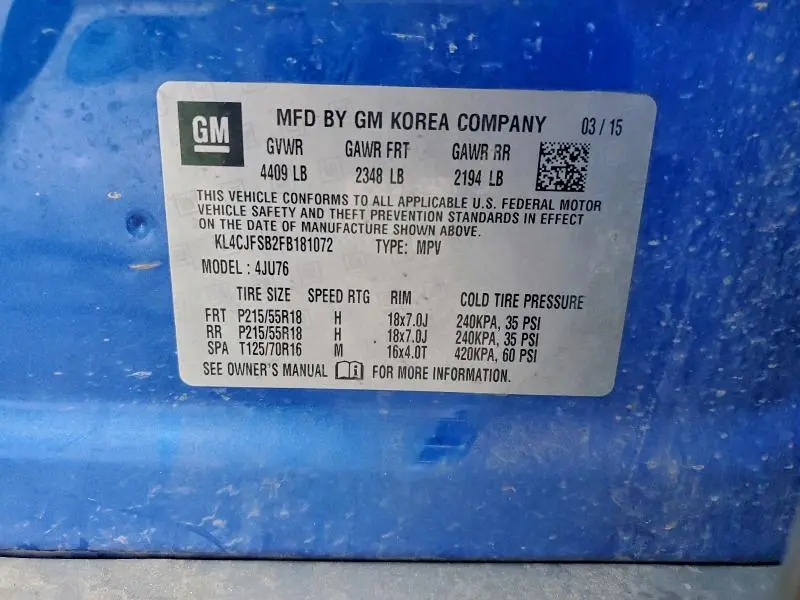 GM
MFD BY GM KOREA COMPANY 03 / 15
GVWR GAWR FRT GAWR RR
4409 LB 2348 LB 2194 LB
THIS VEHICLE CONFORMS TO ALL APPLICABLE U.S. FEDERAL MOTOR
VEHICLE SAFETY AND THEFT PREVENTION STANDARDS IN EFFECT
ON THE DATE OF MANUFACTURE SHOWN ABOVE.
KL4CJFSB2FB181072 TYPE: MPV
MODEL : 4JU76
TIRE SIZE SPEED RTG RIM COLD TIRE PRESSURE
FRT P215/55R18 H 18x7.0J 240KPA, 35 PSI
RR P215/55R18 H 18x7.0J 240KPA, 35 PSI
SPA T125/70R16 M 16x4.0T 420KPA, 60 PSI
SEE OWNER'S MANUAL FOR MORE INFORMATION.